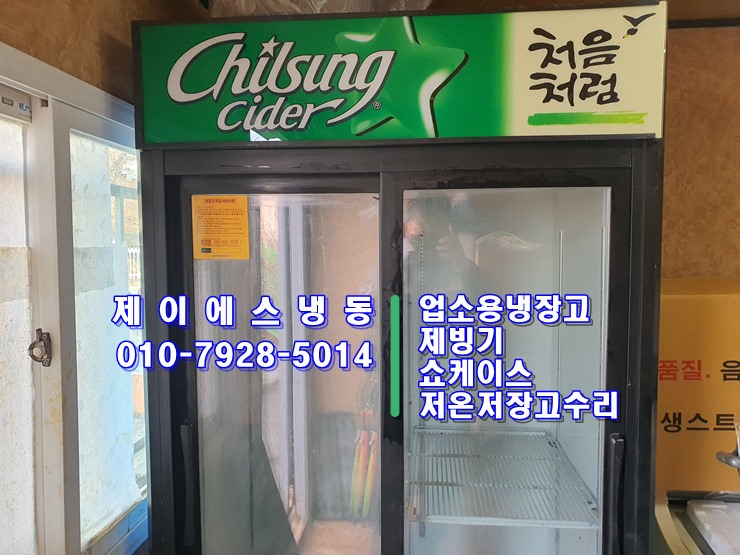 Chilsung
Cider ®
처음
처럼
제 이 에 스 냉 동
010-7928-5014
업소용냉장고
제빙기
쇼케이스
저온저장고수리
품질. 음
생스트